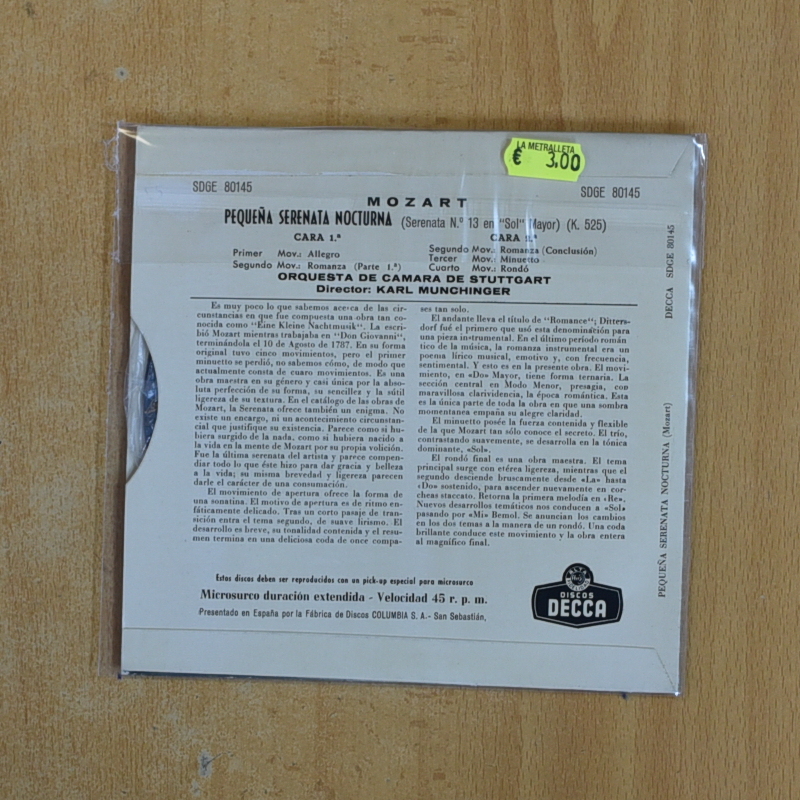 LA METRALLETA
€ 3.00
SDGE 80145
SDGE 80145
MOZART
PEQUEÑA SERENATA NOCTURNA (Serenata N.º 13 en "Sol" Mayor) (K. 525)
CARA 1.ª
Primer Mov.: Allegro
Segundo Mov.: Romanza (Parte 1.ª)
CARA 2.ª
Segundo Mov.: Romanza (Conclusión)
Tercer Mov.: Minuetto
Cuarto Mov.: Rondó
ORQUESTA DE CAMARA DE STUTTGART
Director: KARL MUNCHINGER
Es muy poco lo que sabemos acerca de las cir-
cunstancias en que fue compuesta una obra tan co-
nocida como "Eine Kleine Nachtmusik". La escri-
bió Mozart mientras trabajaba en "Don Giovanni",
terminándola el 10 de Agosto de 1787. En su forma
original tuvo cinco movimientos, pero el primer
minuetto se perdió, no sabemos cómo, de modo que
actualmente consta de cuaro movimientos. Es una
obra maestra en su género y casi única por la abso-
luta perfección de su forma, su sencillez y la sútil
ligereza de su textura. En el catálogo de las obras de
Mozart, la Serenata ofrece también un enigma. No
existe un encargo, ni un acontecimiento circunstan-
cial que justifique su existencia. Parece como si hu-
biera surgido de la nada, como si hubiera nacido a
la vida en la mente de Mozart por su propia volición.
Fue la última serenata del artista y parece compen-
diar todo lo que éste hizo para dar gracia y belleza
a la vida; su misma brevedad y ligereza parecen
darle el carácter de una consumación.
El movimiento de apertura ofrece la forma de
una sonatina. El motivo de apertura es de ritmo en-
fáticamente delicado. Tras un corto pasaje de tran-
sición entra el tema segundo, de suave lirismo. El
desarrollo es breve, su tonalidad contenida y el resu-
men termina en una deliciosa coda de once compa-
ses tan solo.
El andante lleva el título de "Romance"; Ditters-
dorf fué el primero que usó esta denominación para
una pieza instrumental. En el último período román
tico de la música, la romanza instrumental era un
poema lírico musical, emotivo y, con frecuencia,
sentimental. Y esto es en la presente obra. El movi-
miento, en «Dos» Mayor, tiene forma ternaria. La
sección central en Modo Menor, presagia, con
maravillosa clarividencia, la época romántica. Esta
es la única parte de toda la obra en que una sombra
momentanea empaña su alegre claridad.
El minuetto posée la fuerza contenida y flexible
de la que Mozart tan sólo conoce el secreto. El trío,
contrastando suavemente, se desarrolla en la tónica
dominante, «Sol».
El rondó final es una obra maestra. El tema
principal surge con etérea ligereza, mientras que el
segundo desciende bruscamente desde «La» hasta
«Do» sostenido, para ascender nuevamente en cor-
cheas staccato. Retorna la primera melodía en «Re».
Nuevos desarrollos temáticos nos conducen a «Sol»
pasando por «Mi» Bemol. Se anuncian los cambios
en los dos temas a la manera de un rondó. Una coda
brillante conduce este movimiento y la obra entera
al magnífico final.
Estos discos deben ser reproducidos con un pick-up especial para microsurco
Microsurco duración extendida - Velocidad 45 r. p. m.
Presentado en España por la Fábrica de Discos COLUMBIA S. A.- San Sebastián,
DISCOS
DECCA
PEQUEÑA SERENATA NOCTURNA (Mozart) DECCA SDGE 80145